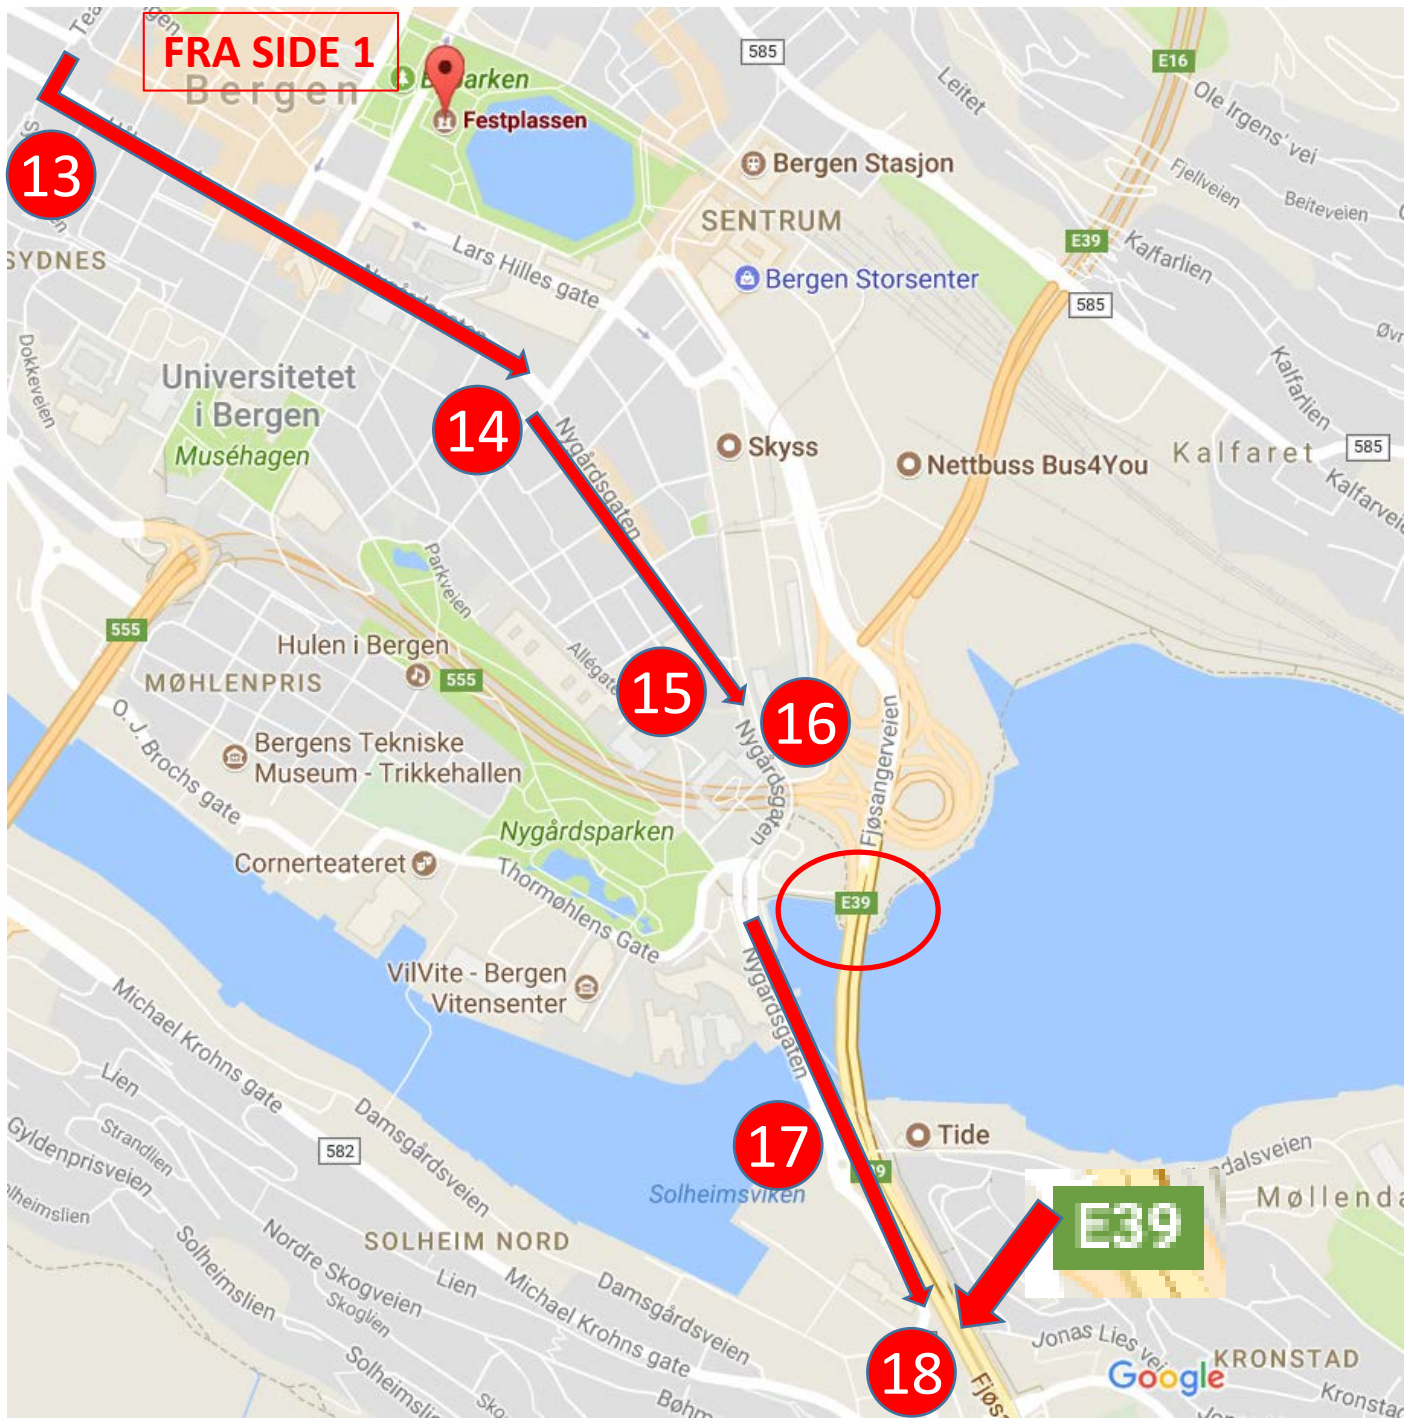 FRA SIDE 1
Bergen
Festplassen
585
E16
Leitet
Ole Irgens' vei
Fjellveien
Beiteveien
13
Bergen Stasjon
SENTRUM
SYDNES
Lars Hilles gate
E39
Kalfarlien
Bergen Storsenter
585
Dokkeveien
Universitetet
i Bergen
Muséhagen
14
Nygårdsgaten
Skyss
Nettbuss Bus4You
Kalfarlien
Kalfaret
585
Parkveien
555
Hulen i Bergen
555
MØHLENPRIS
15
16
O. J. Brochs gate
Bergens Tekniske
Museum - Trikkehallen
Nygårdsgaten
Fjøsangerveien
Nygårdsparken
Cornerteateret
Thormøhlens Gate
E39
VilVite - Bergen
Vitensenter
Nygårdsgaten
Michael Krohns gate
Lien
Strandlien
Gyldenprisveien
Damsgårdsveien
582
17
Tide
Solheimsviken
E39
Møllenda
SOLHEIM NORD
Solheimslien
Nordre Skogveien
Skoglien
Lien
Michael Krohns gate
Damsgårdsveien
Solheimslien
18
Jonas Lies vei
KRONSTAD
Google
Kronstad